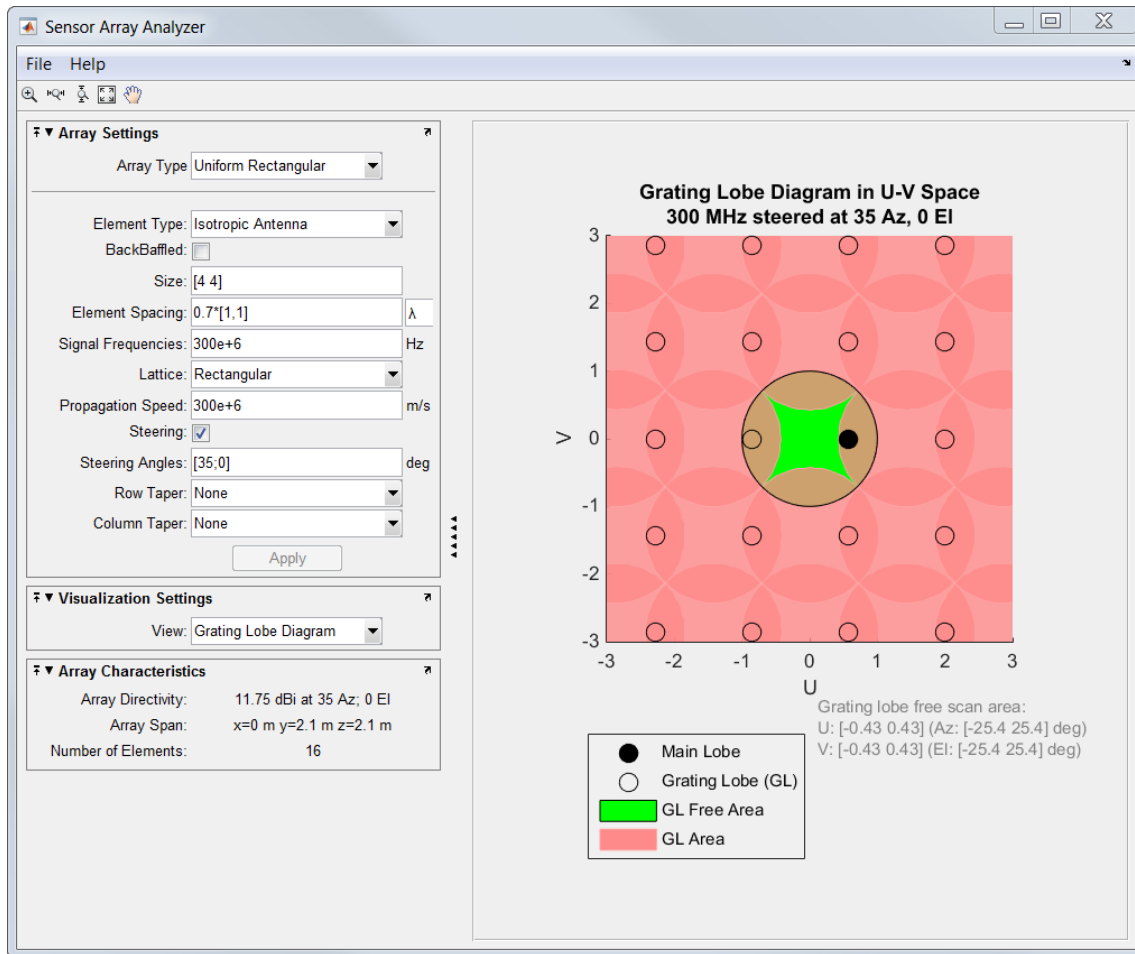 Sensor Array Analyzer
File Help
Array Settings
Array Type Uniform Rectangular
Element Type: Isotropic Antenna
BackBaffled:
Size: [4 4]
Element Spacing: 0.7*[1,1] λ
Signal Frequencies: 300e+6 Hz
Lattice: Rectangular
Propagation Speed: 300e+6 m/s
Steering:
Steering Angles: [35;0] deg
Row Taper: None
Column Taper: None
Apply
Visualization Settings
View: Grating Lobe Diagram
Array Characteristics
Array Directivity: 11.75 dBi at 35 Az; 0 El
Array Span: x=0 m y=2.1 m z=2.1 m
Number of Elements: 16
Grating Lobe Diagram in U-V Space
300 MHz steered at 35 Az, 0 El
3
2
1
0
-1
-2
-3
V
-3 -2 -1 0 1 2 3
U
Grating lobe free scan area:
U: [-0.43 0.43] (Az: [-25.4 25.4] deg)
V: [-0.43 0.43] (El: [-25.4 25.4] deg)
Main Lobe
Grating Lobe (GL)
GL Free Area
GL Area